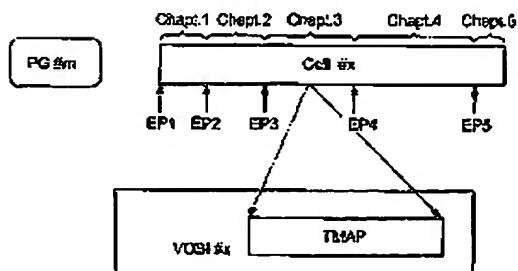 Chapt.1 Chapt.2 Chapt.3 Chapt.4 Chapt.5
PG #m
Cell #x
EP1 EP2 EP3 EP4 EP5
VOBI #x
TMAP